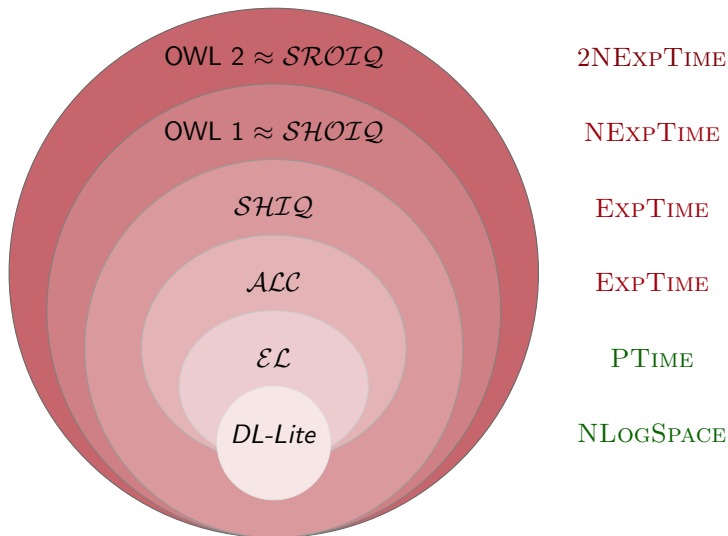 OWL 2 ≈ 𝒮ℛ𝒪ℐ𝒬 2NEXPTIME
OWL 1 ≈ 𝒮ℋ𝒪ℐ𝒬 NEXPTIME
𝒮ℋℐ𝒬 EXPTIME
𝒜ℒ𝒞 EXPTIME
ℰℒ PTIME
DL-Lite NLOGSPACE